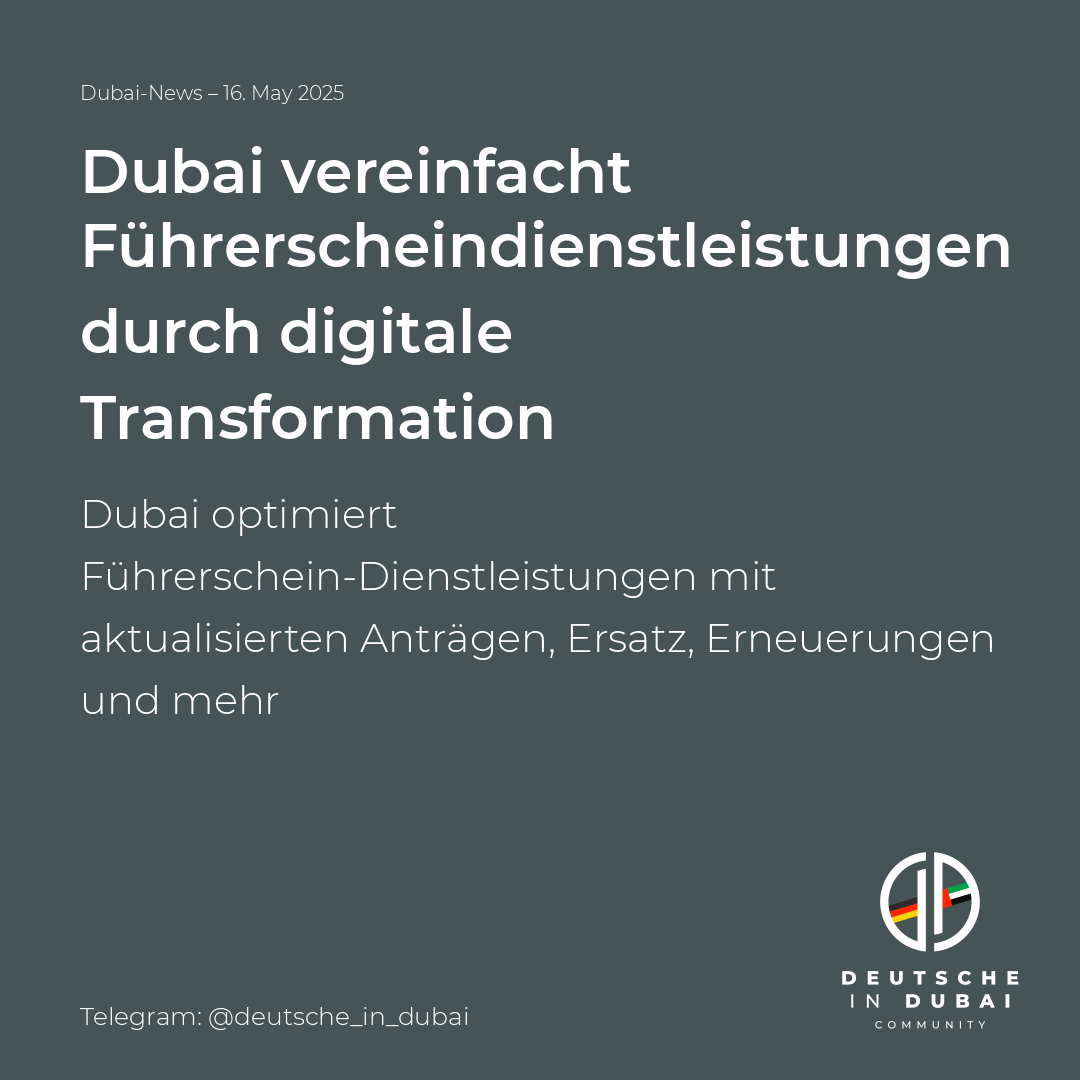 Dubai-News – 16. May 2025
Dubai vereinfacht
Führerscheindienstleistungen
durch digitale
Transformation
Dubai optimiert
Führerschein-Dienstleistungen mit
aktualisierten Anträgen, Ersatz, Erneuerungen
und mehr
DEUTSCHE
IN DUBAI
COMMUNITY
Telegram: @deutsche_in_dubai